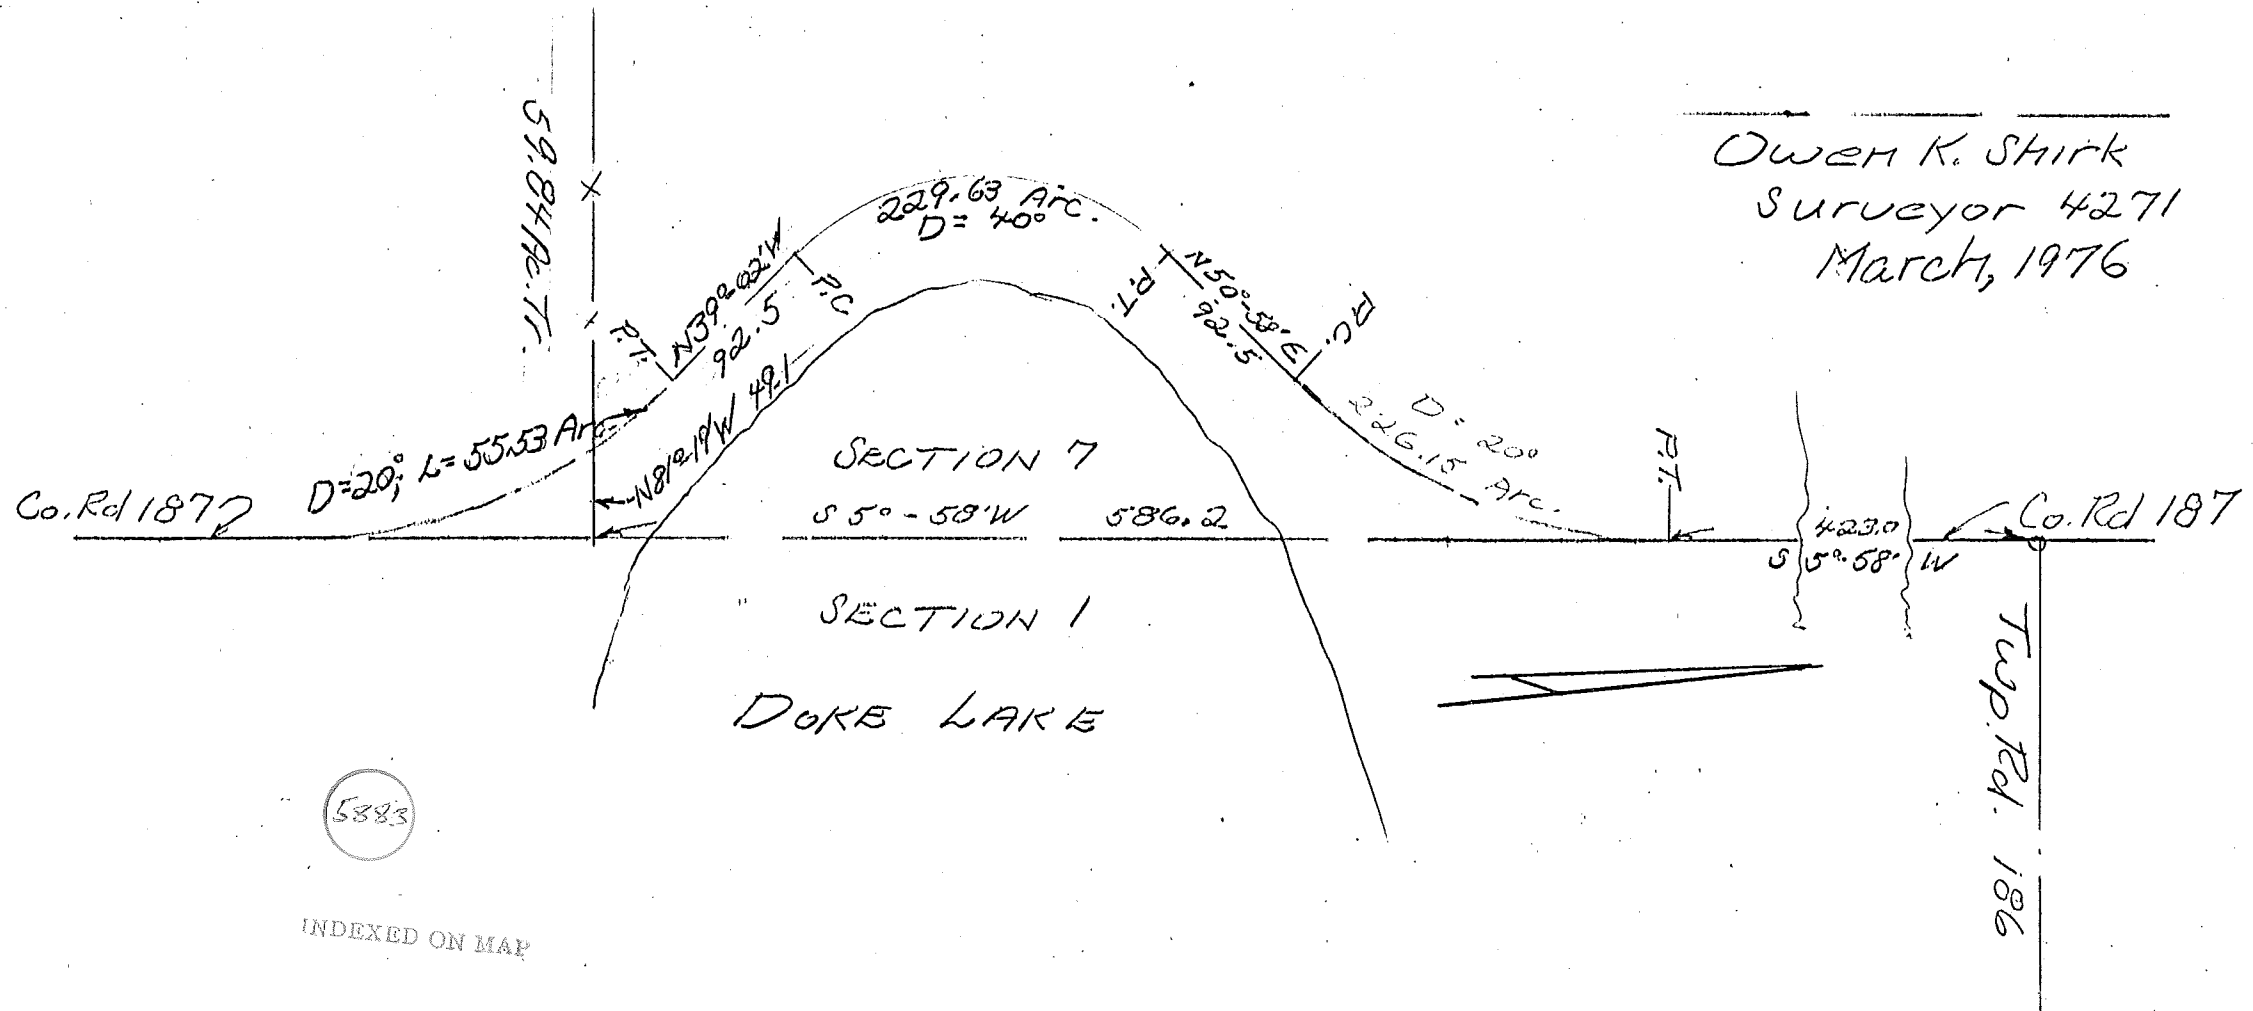 Owen K. Shirk
Surveyor 4271
March, 1976
59.84 Ac. Tr.
229.63 Arc.
D= 40°
N39°-02'W
92.5
P.T.
P.C.
N50°-58'E
92.5
P.T.
P.C.
D= 20°
226.15 Arc.
P.T.
D=20°; L= 55.53 Arc
N81°-19'W 49.1
Co. Rd 187
SECTION 7
S 5° - 58' W 586.2
423.0
S 5°-58' W
Co. Rd 187
SECTION 1
DOKE LAKE
Twp. Rd. 186
5883
INDEXED ON MAP